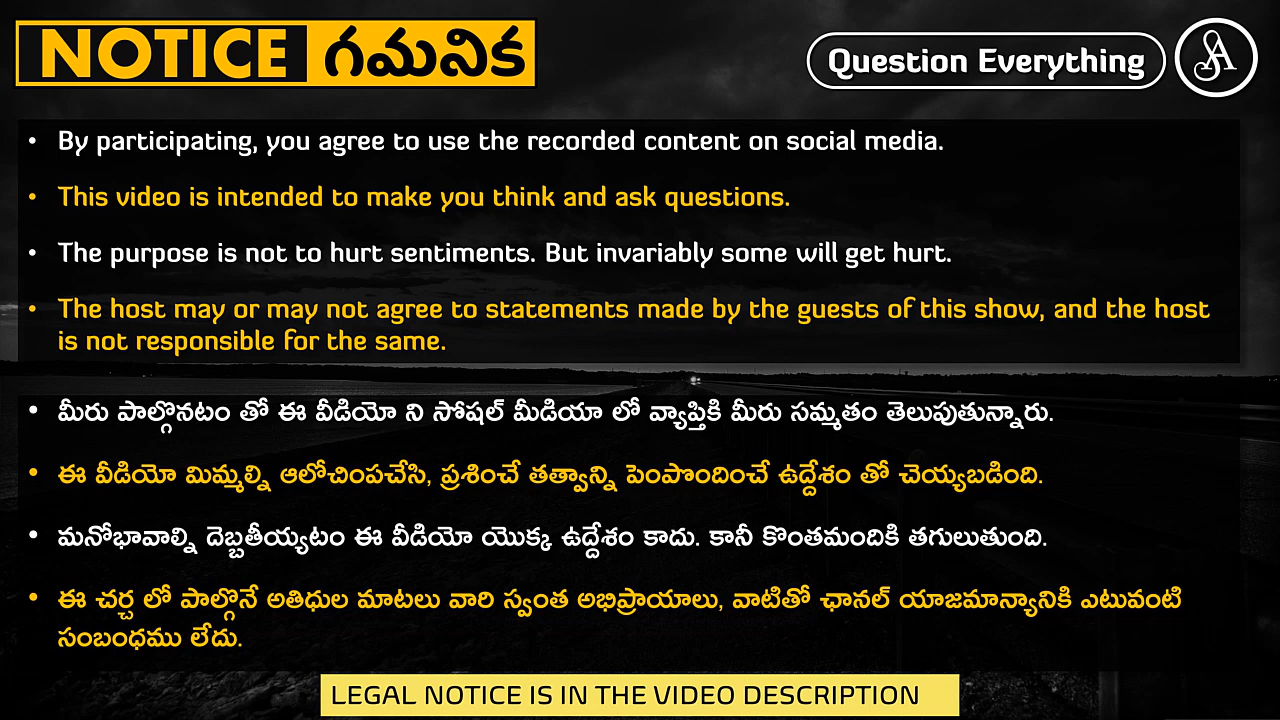 NOTICE గమనిక
Question Everything
• By participating, you agree to use the recorded content on social media.
• This video is intended to make you think and ask questions.
• The purpose is not to hurt sentiments. But invariably some will get hurt.
• The host may or may not agree to statements made by the guests of this show, and the host
is not responsible for the same.
• మీరు పాల్గొనటం తో ఈ వీడియో ని సోషల్ మీడియా లో వ్యాప్తికి మీరు సమ్మతం తెలుపుతున్నారు.
• ఈ వీడియో మిమ్మల్ని ఆలోచింపచేసి, ప్రశించే తత్వాన్ని పెంపొందించే ఉద్దేశం తో చెయ్యబడింది.
• మనోభావాల్ని దెబ్బతీయ్యటం ఈ వీడియో యొక్క ఉద్దేశం కాదు. కానీ కొంతమందికి తగులుతుంది.
• ఈ చర్చ లో పాల్గొనే అతిధుల మాటలు వారి స్వంత అభిప్రాయాలు, వాటితో ఛానల్ యాజమాన్యానికి ఎటువంటి
సంబంధము లేదు.
LEGAL NOTICE IS IN THE VIDEO DESCRIPTION